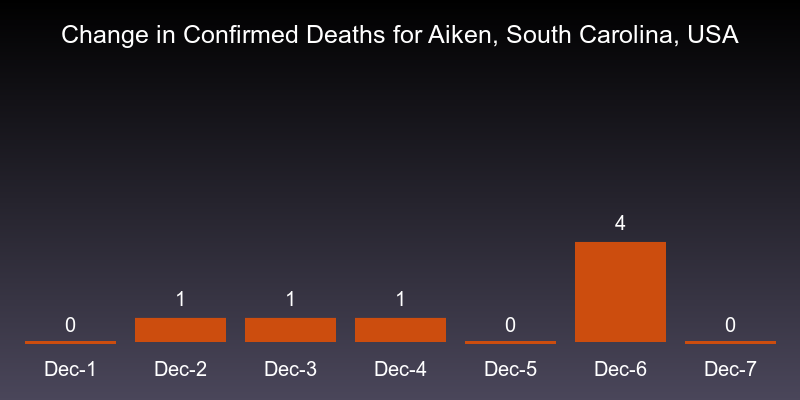 Change in Confirmed Deaths for Aiken, South Carolina, USA
4
1 1 1
0 0 0
Dec-1 Dec-2 Dec-3 Dec-4 Dec-5 Dec-6 Dec-7